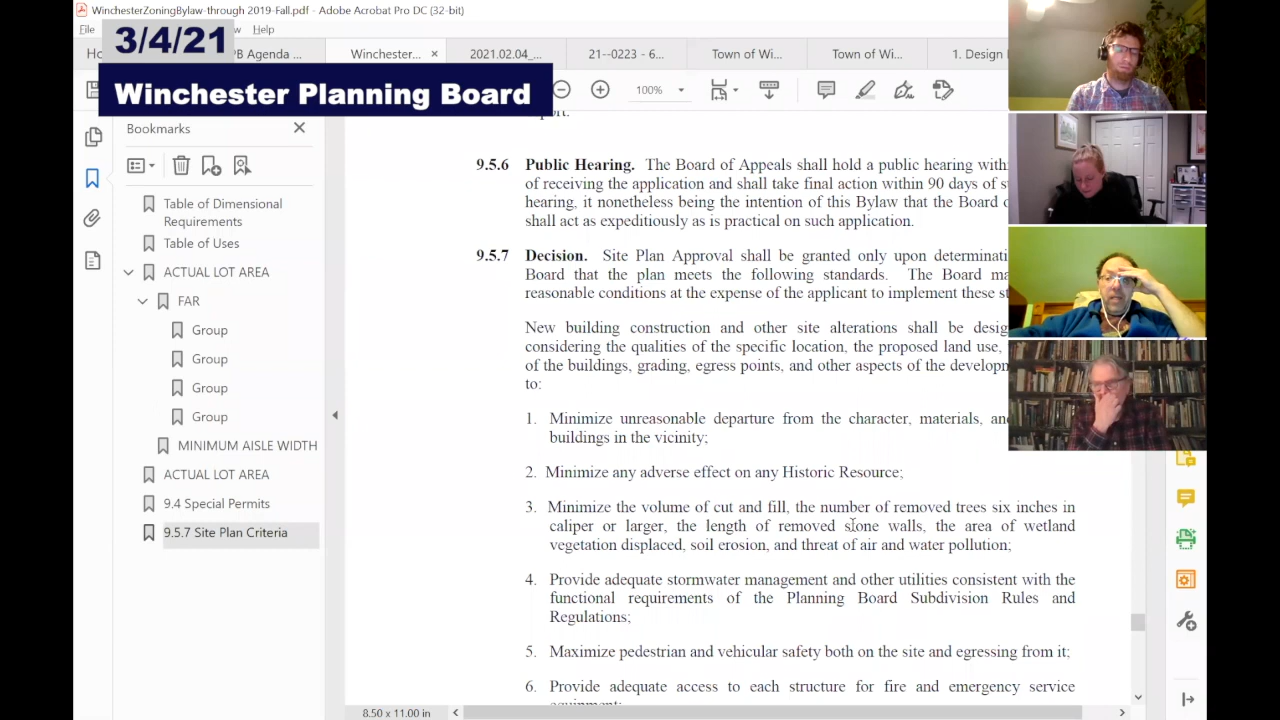 WinchesterZoningBylaw-through 2019-Fall.pdf - Adobe Acrobat Pro DC (32-bit)
File
Help
3/4/21
Winchester Planning Board
PB Agenda ...
Winchester...
×
2021.02.04_...
21--0223 - 6...
Town of Wi...
Town of Wi...
1. Design
100%
Bookmarks
Table of Dimensional
Requirements
Table of Uses
ACTUAL LOT AREA
FAR
Group
Group
Group
Group
MINIMUM AISLE WIDTH
ACTUAL LOT AREA
9.4 Special Permits
9.5.7 Site Plan Criteria
9.5.6 Public Hearing. The Board of Appeals shall hold a public hearing
of receiving the application and shall take final action within 90 days of
hearing, it nonetheless being the intention of this Bylaw that the Board
shall act as expeditiously as is practical on such application.
9.5.7 Decision. Site Plan Approval shall be granted only upon
Board that the plan meets the following standards. The Board
reasonable conditions at the expense of the applicant to implement these
New building construction and other site alterations shall be
considering the qualities of the specific location, the proposed land use,
of the buildings, grading, egress points, and other aspects of the
to:
1. Minimize unreasonable departure from the character, materials,
buildings in the vicinity;
2. Minimize any adverse effect on any Historic Resource;
3. Minimize the volume of cut and fill, the number of removed trees six inches in
caliper or larger, the length of removed stone walls, the area of wetland
vegetation displaced, soil erosion, and threat of air and water pollution;
4. Provide adequate stormwater management and other utilities consistent with the
functional requirements of the Planning Board Subdivision Rules and
Regulations;
5. Maximize pedestrian and vehicular safety both on the site and egressing from it;
6. Provide adequate access to each structure for fire and emergency service
8.50 x 11.00 in